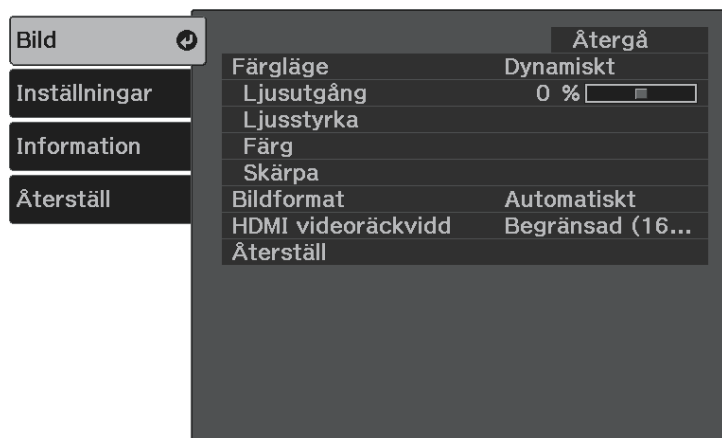 Bild
Inställningar
Information
Återställ
Återgå
Färgläge Dynamiskt
Ljusutgång 0 %
Ljusstyrka
Färg
Skärpa
Bildformat Automatiskt
HDMI videoräckvidd Begränsad (16...
Återställ